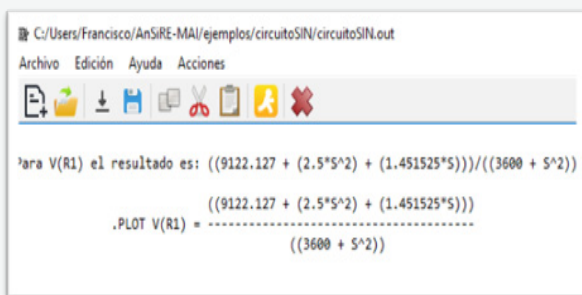 C:/Users/Francisco/AnSiRE-MAI/ejemplos/circuitoSIN/circuitoSIN.out
Archivo Edición Ayuda Acciones
Para V(R1) el resultado es: ((9122.127 + (2.5*S^2) + (1.451525*S)))/((3600 + S^2))
((9122.127 + (2.5*S^2) + (1.451525*S)))
.PLOT V(R1) = ---------------------------------------
((3600 + S^2))